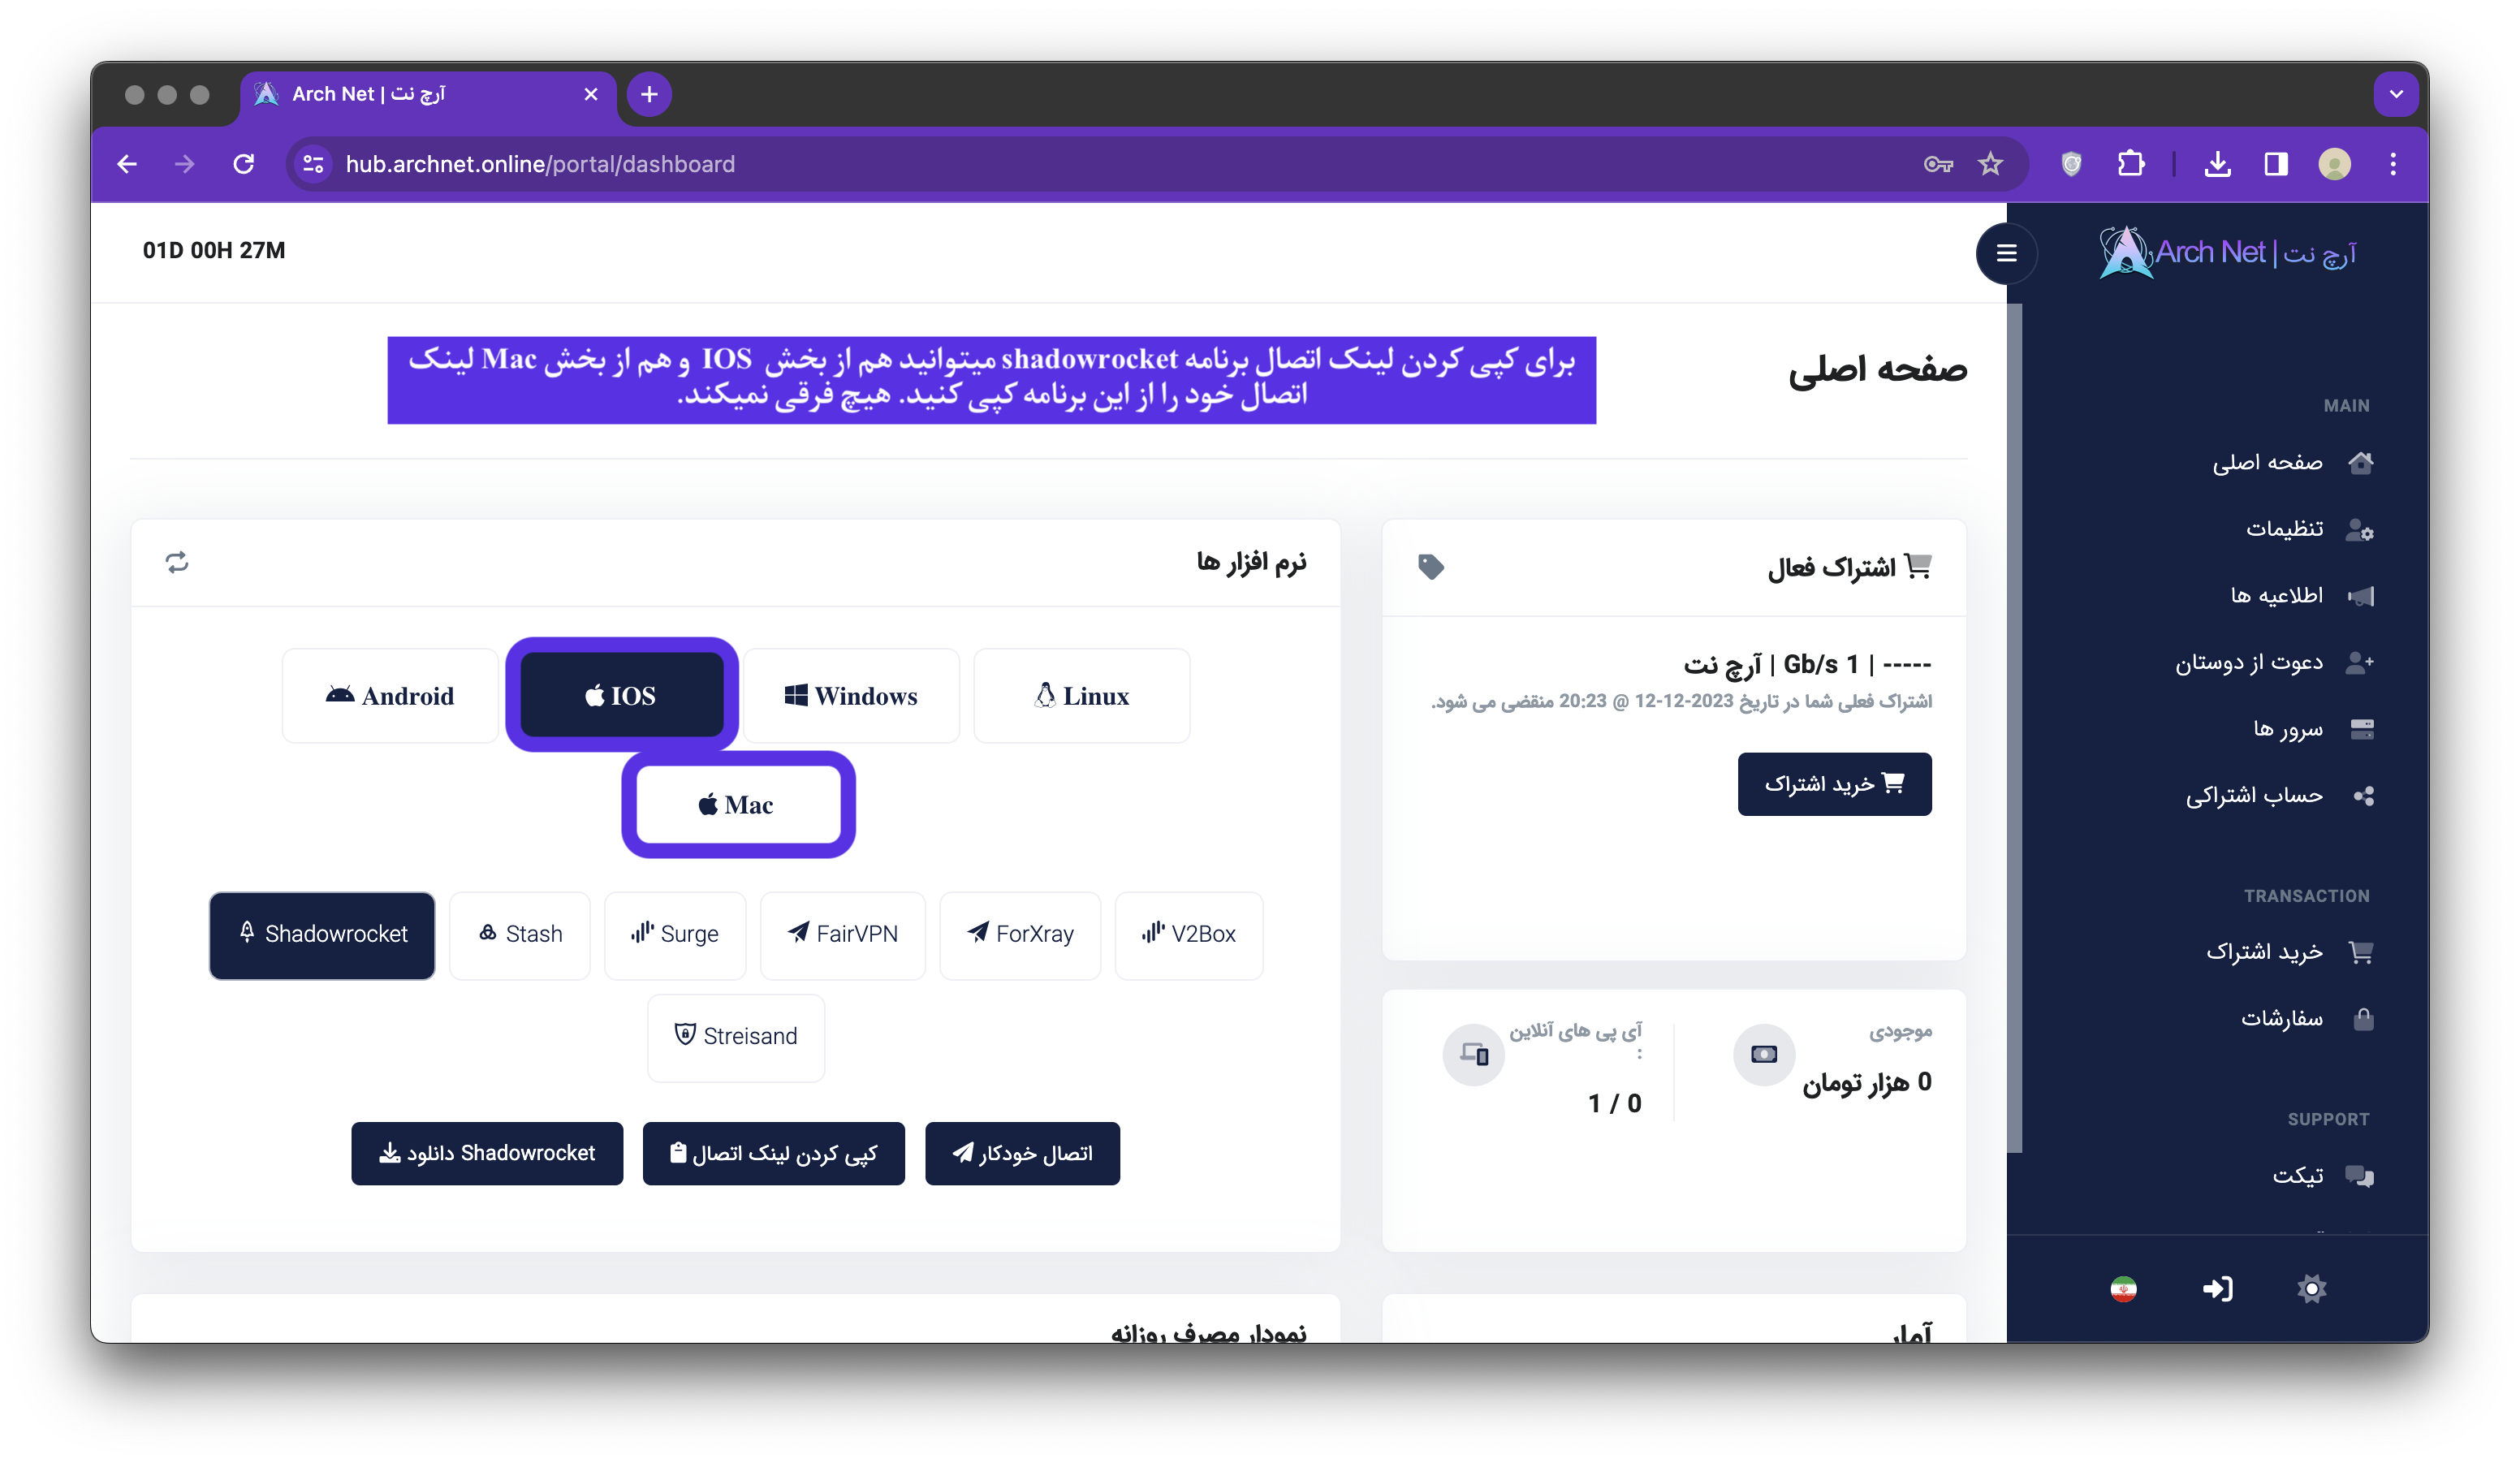 Arch Net | آرچ نت
hub.archnet.online/portal/dashboard
01D 00H 27M
Arch Net | آرچ نت
صفحه اصلی
برای کپی کردن لینک اتصال برنامه shadowrocket میتوانید هم از بخش IOS و هم از بخش Mac لینک
اتصال خود را از این برنامه کپی کنید. هیچ فرقی نمیکند.
MAIN
صفحه اصلی
تنظیمات
اطلاعیه ها
دعوت از دوستان
سرور ها
حساب اشتراکی
TRANSACTION
خرید اشتراک
سفارشات
SUPPORT
تیکت
اشتراک فعال
----- | 1 Gb/s | آرچ نت
اشتراک فعلی شما در تاریخ 2023-12-12 @ 20:23 منقضی می شود.
خرید اشتراک
موجودی
0 هزار تومان
آی پی های آنلاین
:
0 / 1
نرم افزار ها
Android
IOS
Windows
Linux
Mac
Shadowrocket
Stash
Surge
FairVPN
ForXray
V2Box
Streisand
دانلود Shadowrocket
کپی کردن لینک اتصال
اتصال خودکار
آمار
نمودار مصرف روزانه